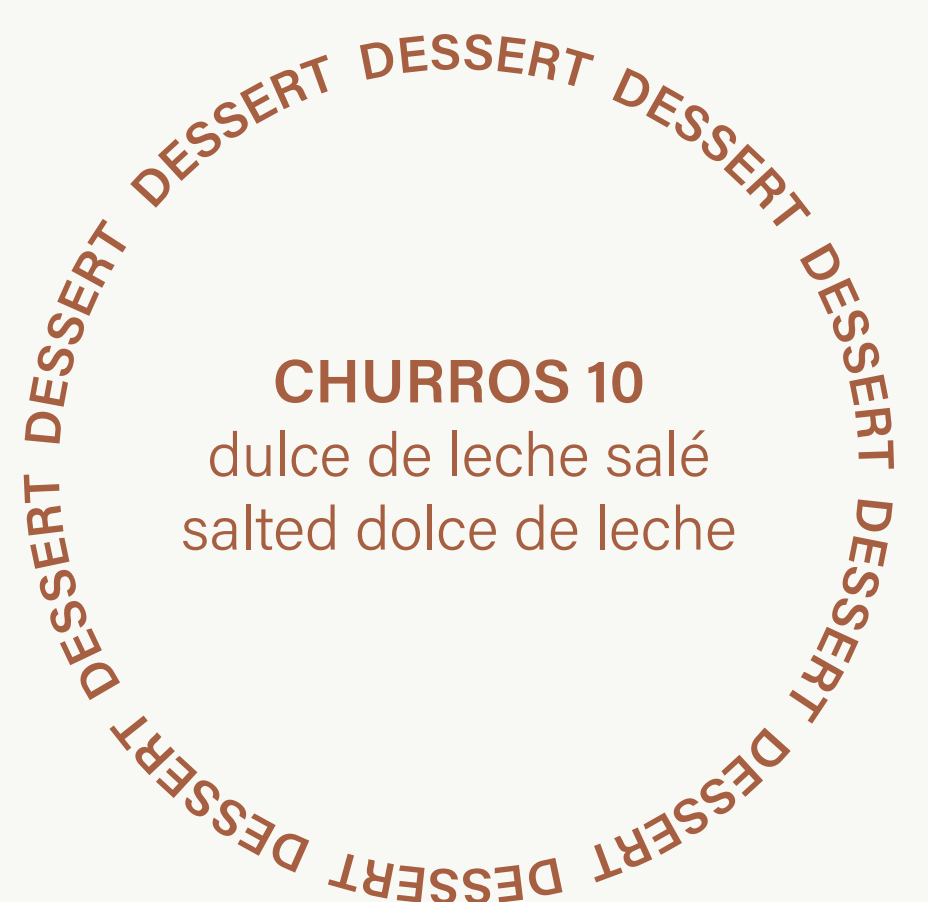 DESSERT DESSERT DESSERT DESSERT DESSERT DESSERT DESSERT DESSERT DESSERT DESSERT
CHURROS 10
dulce de leche salé
salted dolce de leche